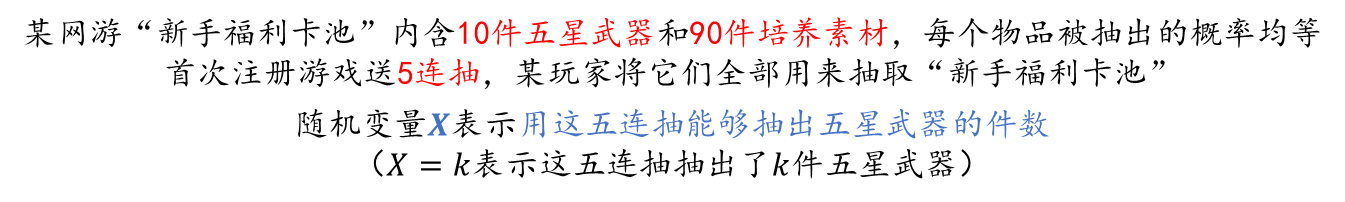 某网游“新手福利卡池”内含10件五星武器和90件培养素材，每个物品被抽出的概率均等
首次注册游戏送5连抽，某玩家将它们全部用来抽取“新手福利卡池”
随机变量X表示用这五连抽能够抽出五星武器的件数
（X = k表示这五连抽抽出了k件五星武器）